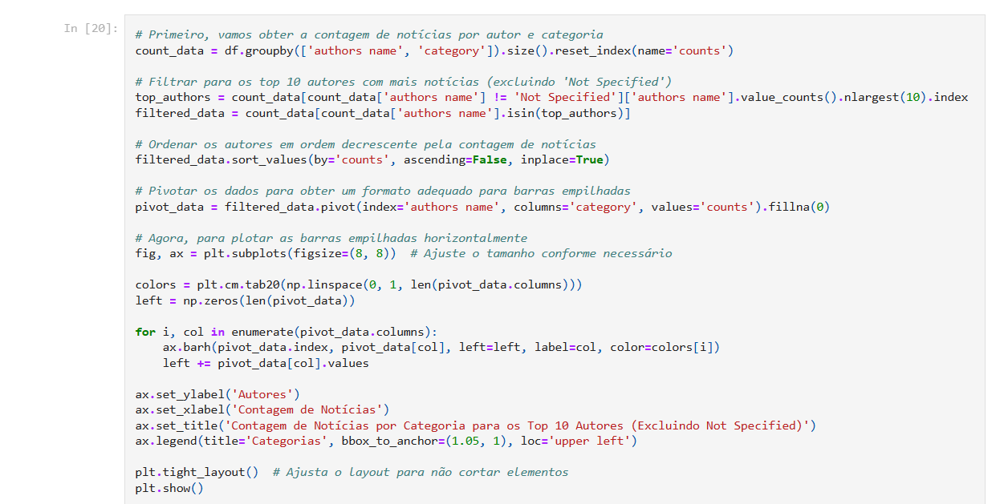 In [20]:
# Primeiro, vamos obter a contagem de notícias por autor e categoria
count_data = df.groupby(['authors name', 'category']).size().reset_index(name='counts')
# Filtrar para os top 10 autores com mais notícias (excluindo 'Not Specified')
top_authors = count_data[count_data['authors name'] != 'Not Specified']['authors name'].value_counts().nlargest(10).index
filtered_data = count_data[count_data['authors name'].isin(top_authors)]
# Ordenar os autores em ordem decrescente pela contagem de notícias
filtered_data.sort_values(by='counts', ascending=False, inplace=True)
# Pivotar os dados para obter um formato adequado para barras empilhadas
pivot_data = filtered_data.pivot(index='authors name', columns='category', values='counts').fillna(0)
# Agora, para plotar as barras empilhadas horizontalmente
fig, ax = plt.subplots(figsize=(8, 8))  # Ajuste o tamanho conforme necessário
colors = plt.cm.tab20(np.linspace(0, 1, len(pivot_data.columns)))
left = np.zeros(len(pivot_data))
for i, col in enumerate(pivot_data.columns):
    ax.barh(pivot_data.index, pivot_data[col], left=left, label=col, color=colors[i])
    left += pivot_data[col].values
ax.set_ylabel('Autores')
ax.set_xlabel('Contagem de Notícias')
ax.set_title('Contagem de Notícias por Categoria para os Top 10 Autores (Excluindo Not Specified)')
ax.legend(title='Categorias', bbox_to_anchor=(1.05, 1), loc='upper left')
plt.tight_layout()  # Ajusta o layout para não cortar elementos
plt.show()